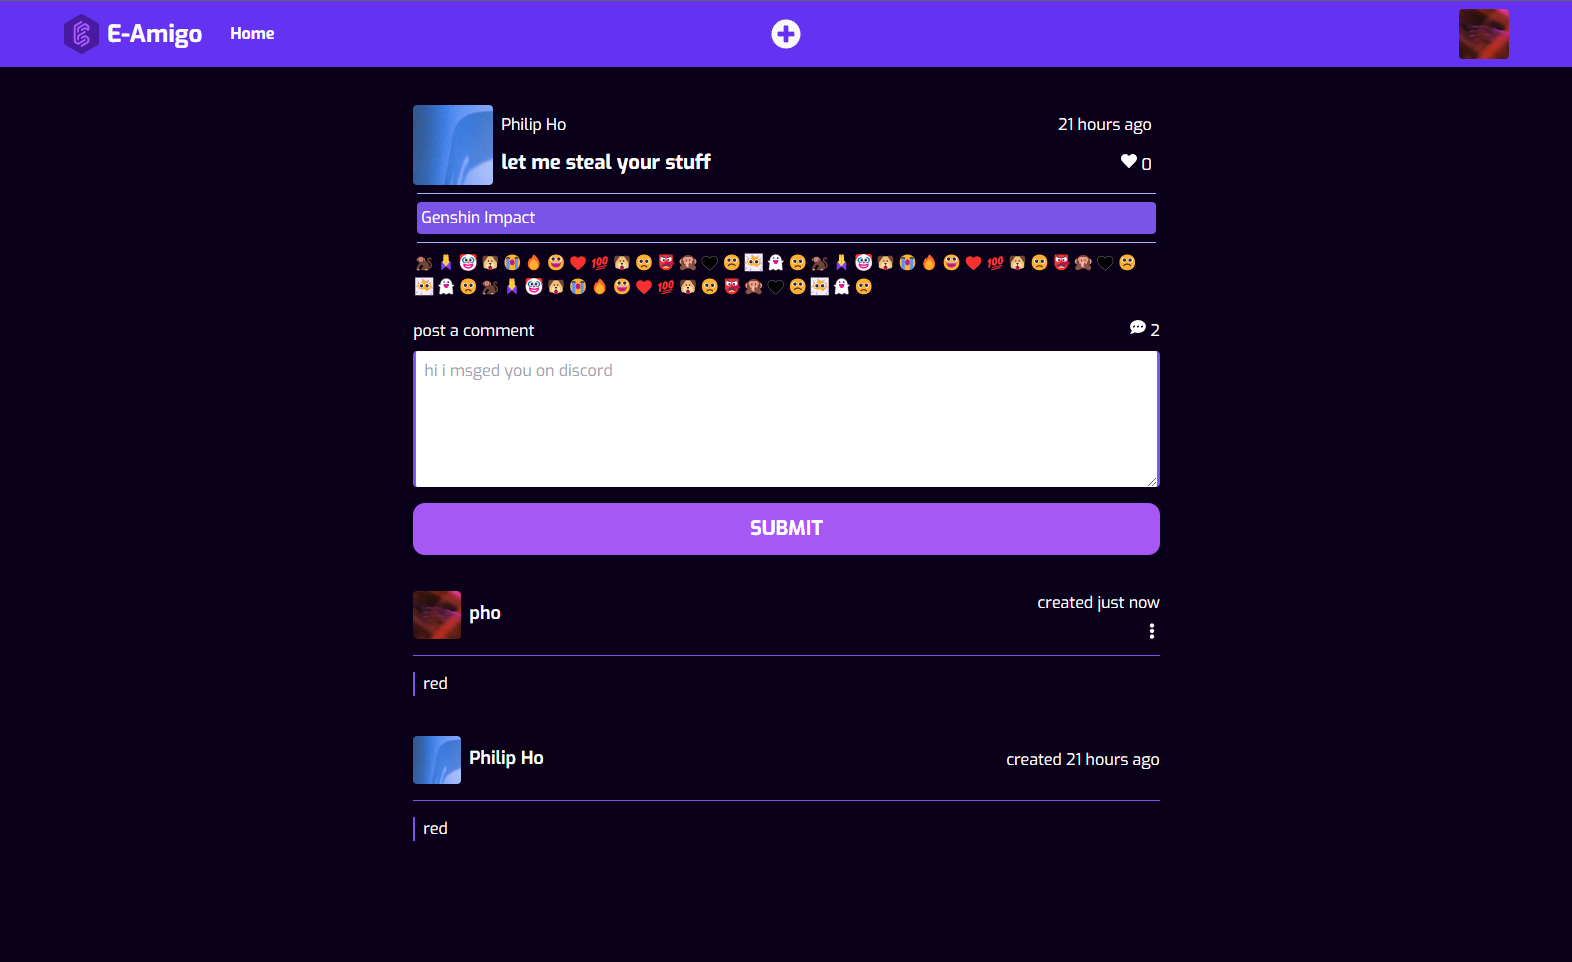 E-Amigo Home
Philip Ho 21 hours ago
let me steal your stuff 0
Genshin Impact
🐒🧘‍♀️🤡🐶😭🔥😀❤️💯🐶🙁👹🙊🖤🙁😼👻🙁🐒🧘‍♀️🤡🐶😭🔥😀❤️💯🐶🙁👹🙊🖤🙁
😼👻🙁🐒🧘‍♀️🤡🐶😭🔥😀❤️💯🐶🙁👹🙊🖤🙁😼👻🙁
post a comment 2
hi i msged you on discord
SUBMIT
pho created just now
red
Philip Ho created 21 hours ago
red